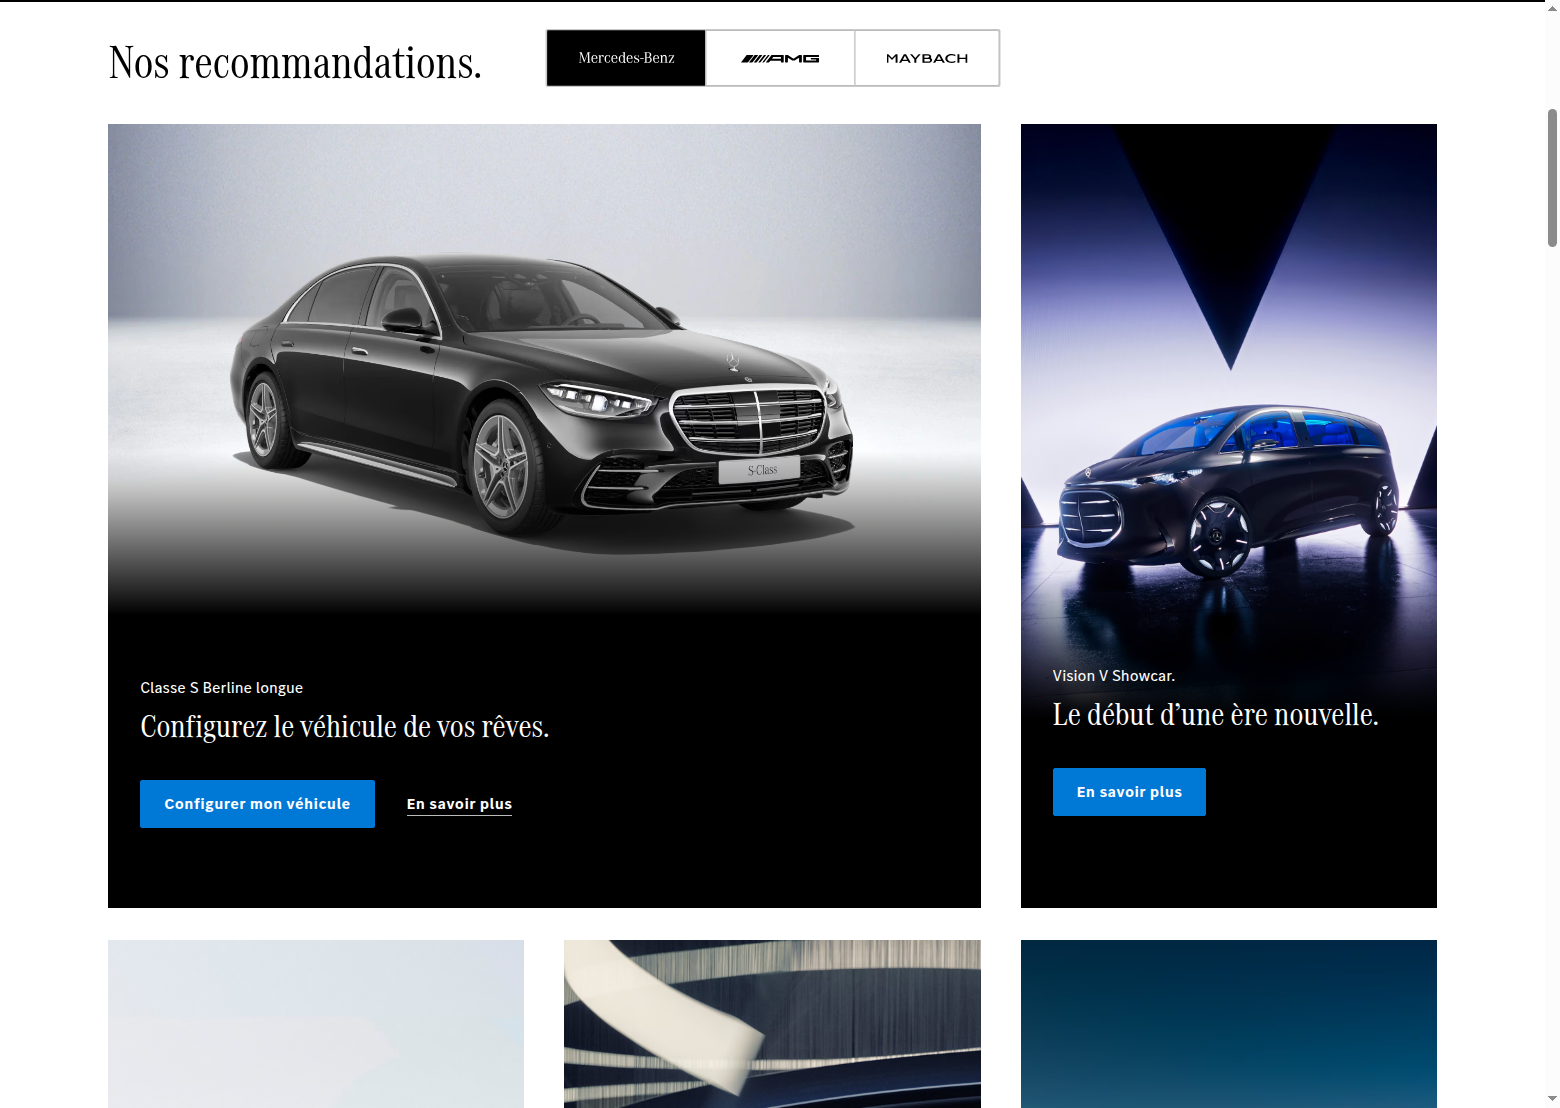 Nos recommandations.
Mercedes-Benz
AMG
MAYBACH
S-Class
Classe S Berline longue
Configurez le véhicule de vos rêves.
Configurer mon véhicule
En savoir plus
Vision V Showcar.
Le début d’une ère nouvelle.
En savoir plus